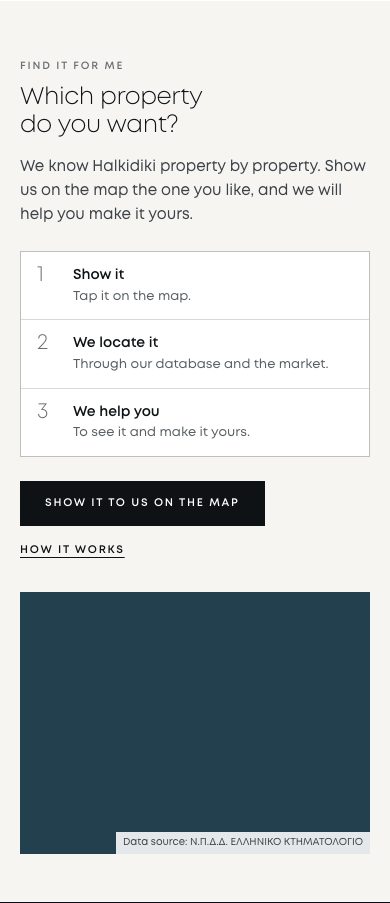 FIND IT FOR ME
Which property
do you want?
We know Halkidiki property by property. Show
us on the map the one you like, and we will
help you make it yours.
1 Show it
Tap it on the map.
2 We locate it
Through our database and the market.
3 We help you
To see it and make it yours.
SHOW IT TO US ON THE MAP
HOW IT WORKS
Data source: Ν.Π.Δ.Δ. ΕΛΛΗΝΙΚΟ ΚΤΗΜΑΤΟΛΟΓΙΟ